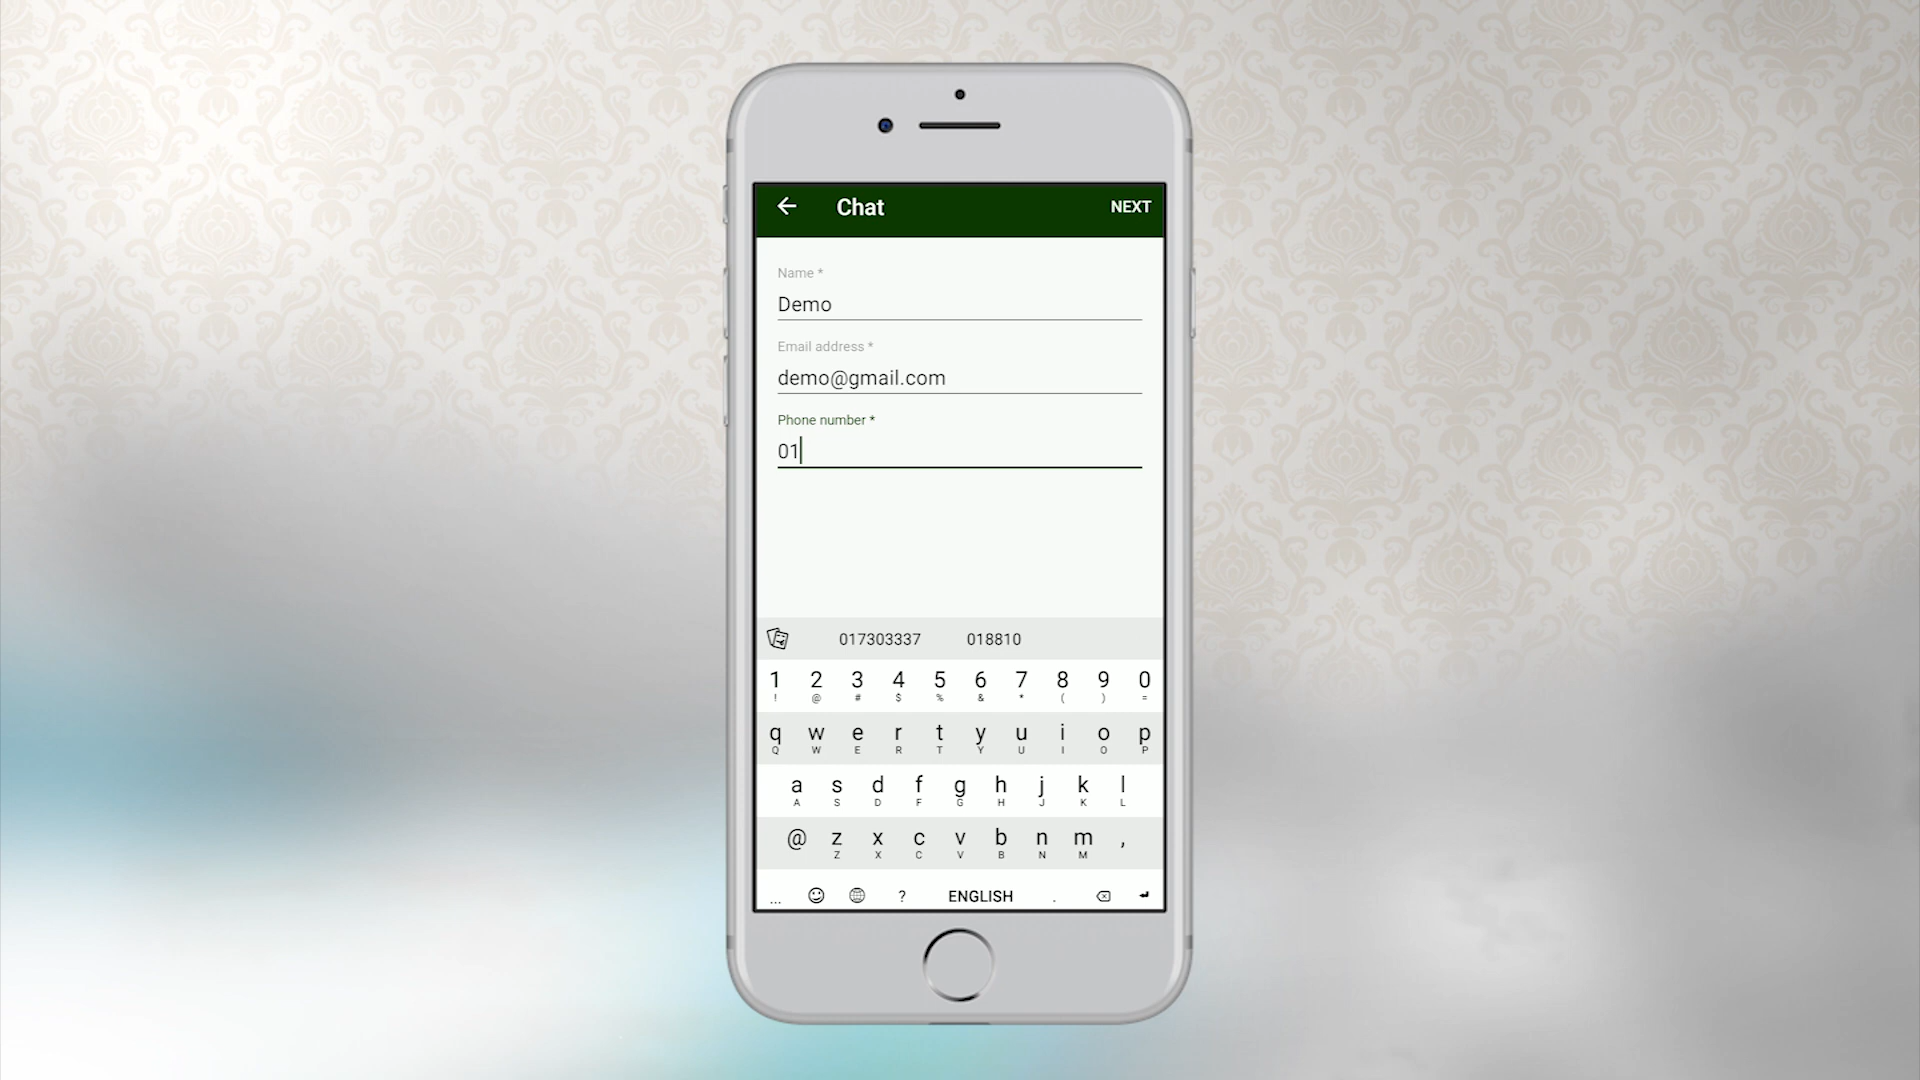 Chat NEXT
Name *
Demo
Email address *
demo@gmail.com
Phone number *
01
017303337 018810
1 2 3 4 5 6 7 8 9 0
! @ # $ % & * ( ) =
q w e r t y u i o p
Q W E R T Y U I O P
a s d f g h j k l
A S D F G H J K L
@ z x c v b n m ,
Z X C V B N M
... ? ENGLISH .